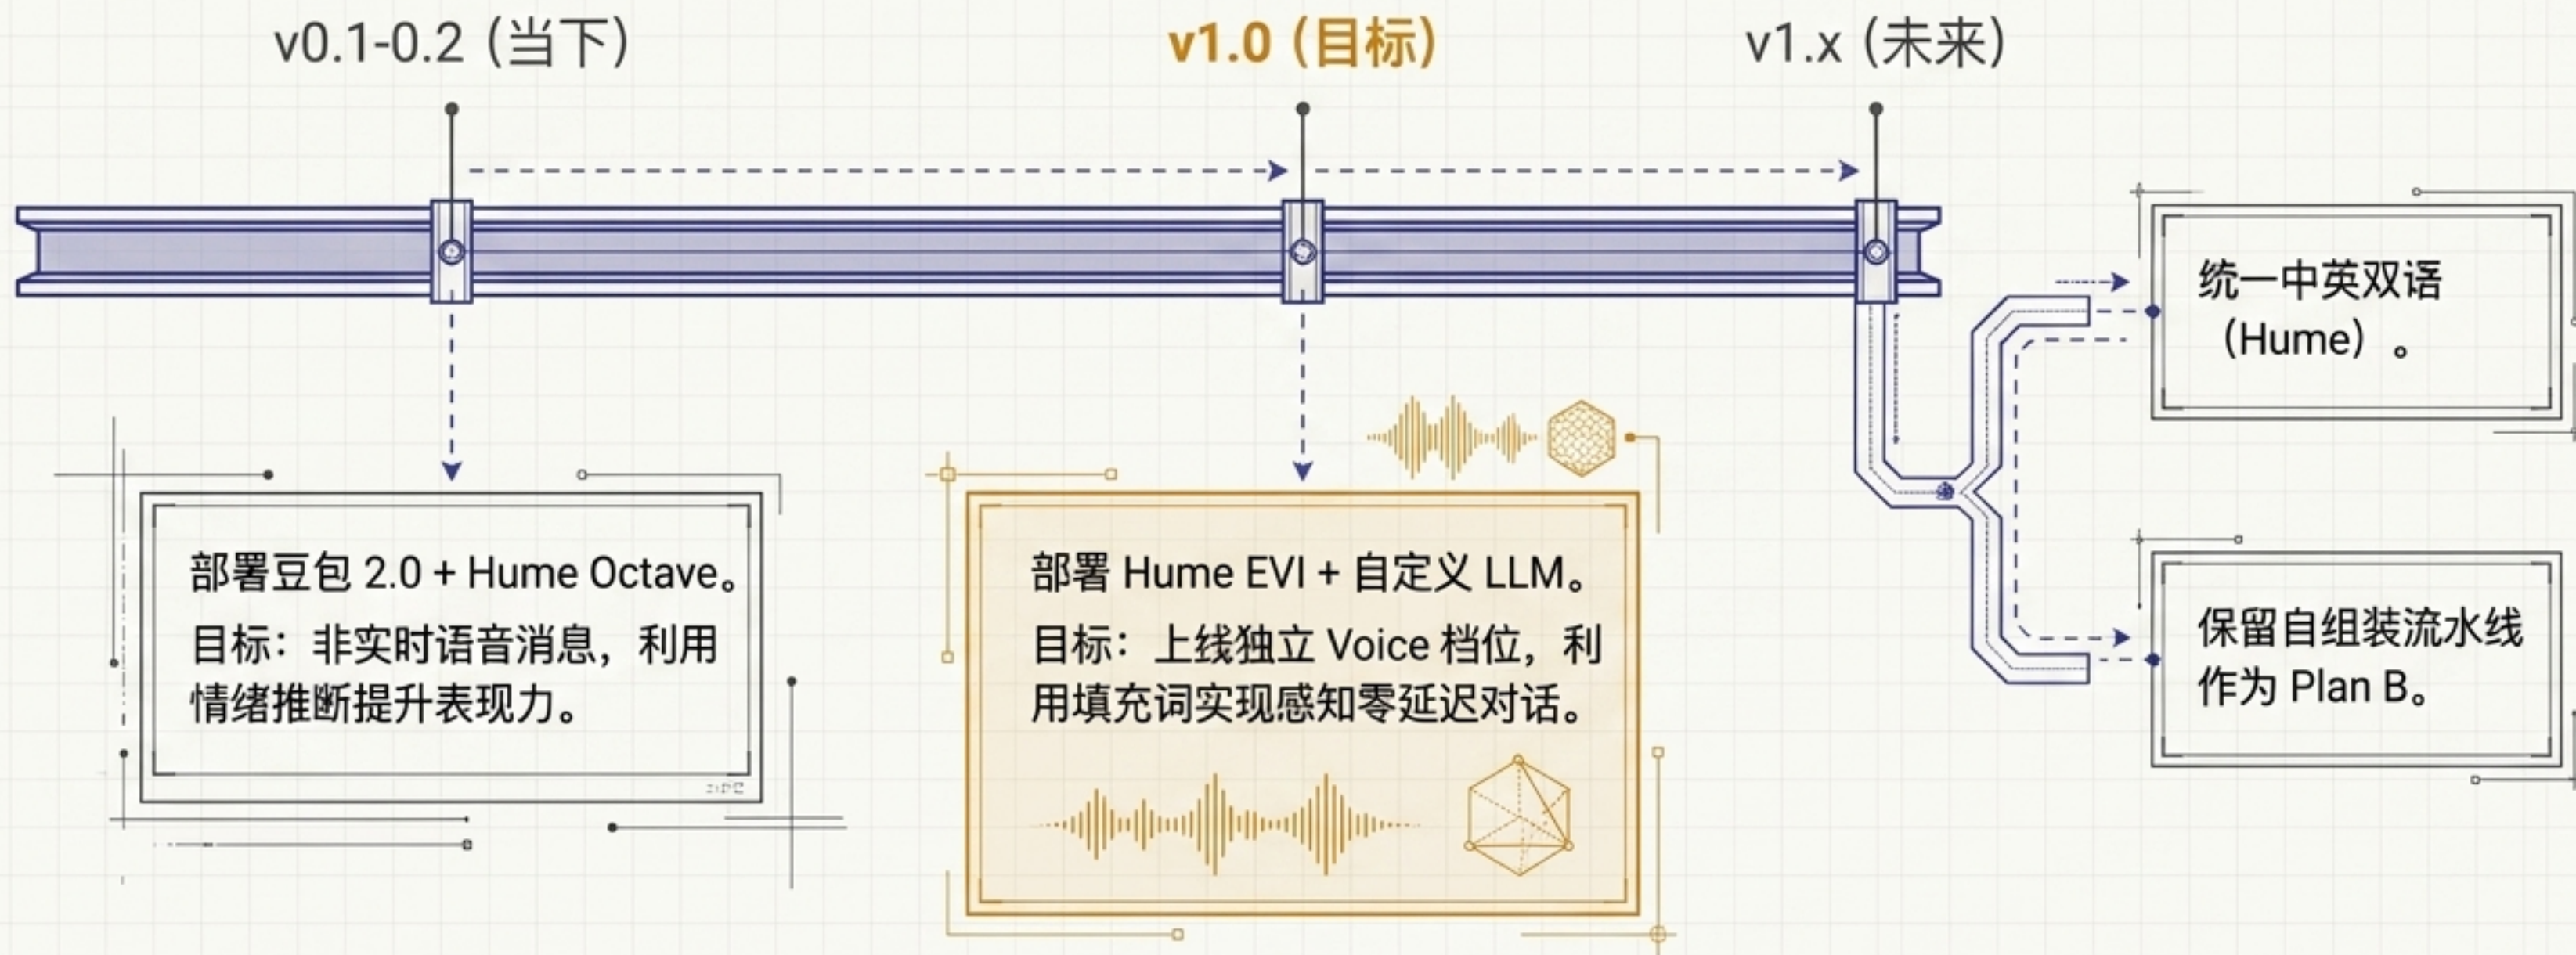 v0.1-0.2 (当下)
v1.0 (目标)
v1.x (未来)
部署豆包 2.0 + Hume Octave。
目标：非实时语音消息，利用
情绪推断提升表现力。
部署 Hume EVI + 自定义 LLM。
目标：上线独立 Voice 档位，利
用填充词实现感知零延迟对话。
统一中英双语
（Hume）。
保留自组装流水线
作为 Plan B。